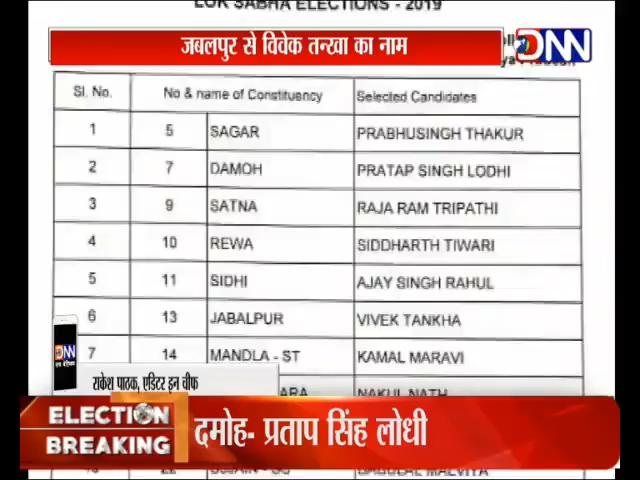 LOK SABHA ELECTIONS - 2019
जबलपुर से विवेक तन्खा का नाम
DNN
Sl. No. No & name of Constituency Selected Candidates
1 5 SAGAR PRABHUSINGH THAKUR
2 7 DAMOH PRATAP SINGH LODHI
3 9 SATNA RAJA RAM TRIPATHI
4 10 REWA SIDDHARTH TIWARI
5 11 SIDHI AJAY SINGH RAHUL
6 13 JABALPUR VIVEK TANKHA
7 14 MANDLA - ST KAMAL MARAVI
DNN
राकेश पाठक, एडिटर इन चीफ
NAKUL NATH
ELECTION
BREAKING
दमोह- प्रताप सिंह लोधी